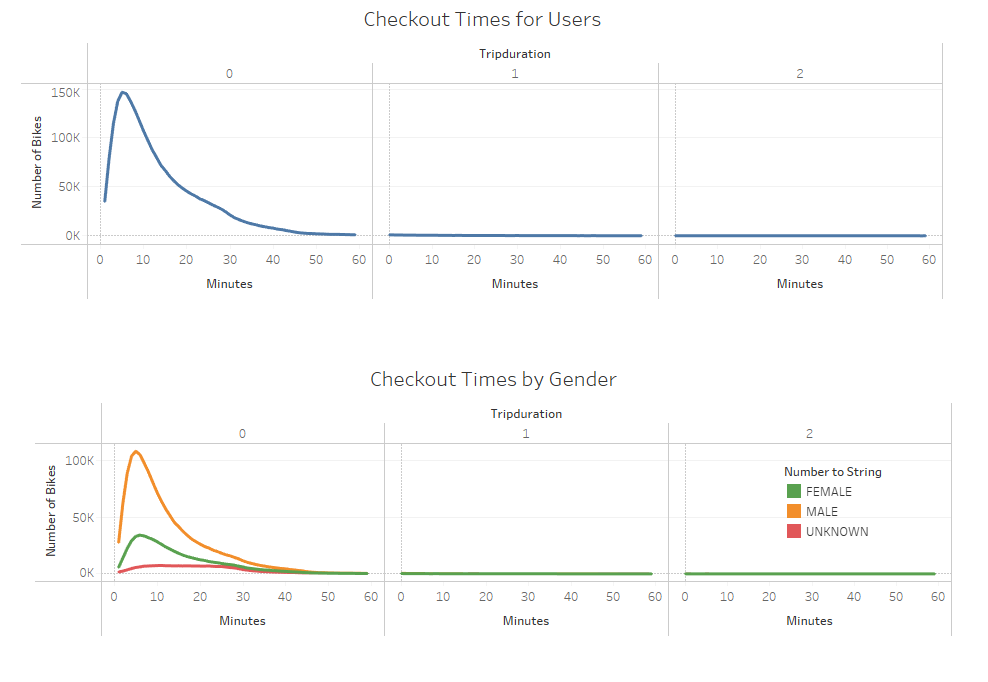 Checkout Times for Users
Tripduration
0 1 2
150K
100K
50K
0K
Number of Bikes
0 10 20 30 40 50 60 0 10 20 30 40 50 60 0 10 20 30 40 50 60
Minutes Minutes Minutes
Checkout Times by Gender
Tripduration
0 1 2
100K
50K
0K
Number of Bikes
Number to String
FEMALE
MALE
UNKNOWN
0 10 20 30 40 50 60 0 10 20 30 40 50 60 0 10 20 30 40 50 60
Minutes Minutes Minutes